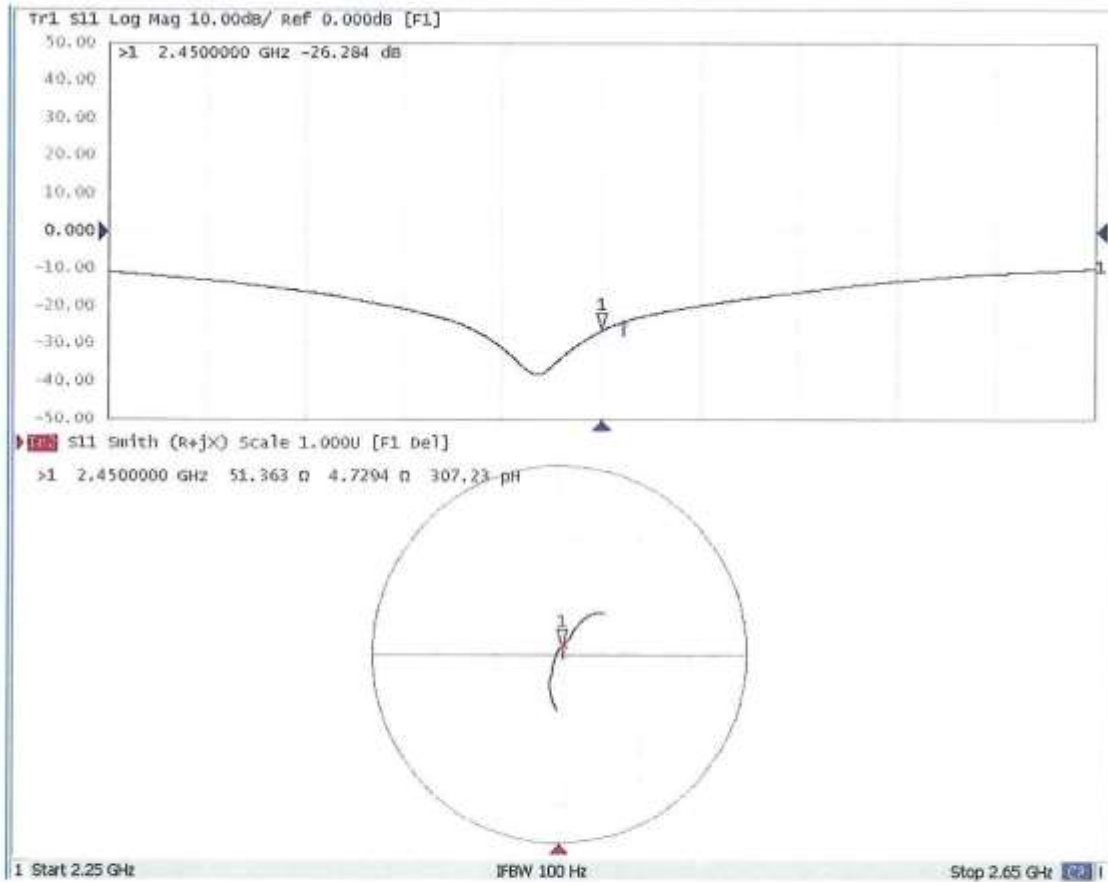 Tr1 S11 Log Mag 10.00dB/ Ref 0.000dB [F1]
50.00
>1 2.4500000 GHz -26.284 dB
40.00
30.00
20.00
10.00
0.000
-10.00
1
-20.00
1
-30.00
-40.00
-50.00
S11 Smith (R+jX) Scale 1.000U [F1 Del]
>1 2.4500000 GHz 51.363 Ω 4.7294 Ω 307.23 pH
1
1 Start 2.25 GHz
IFBW 100 Hz
Stop 2.65 GHz